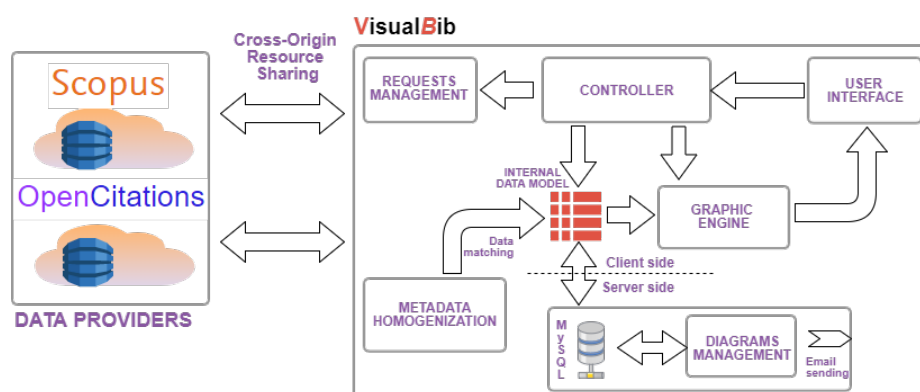 VisualBib
Cross-Origin
Resource
Sharing
Scopus
OpenCitations
DATA PROVIDERS
REQUESTS
MANAGEMENT
CONTROLLER
USER
INTERFACE
INTERNAL
DATA MODEL
GRAPHIC
ENGINE
Data
matching
Client side
Server side
METADATA
HOMOGENIZATION
MySQL
DIAGRAMS
MANAGEMENT
Email
sending